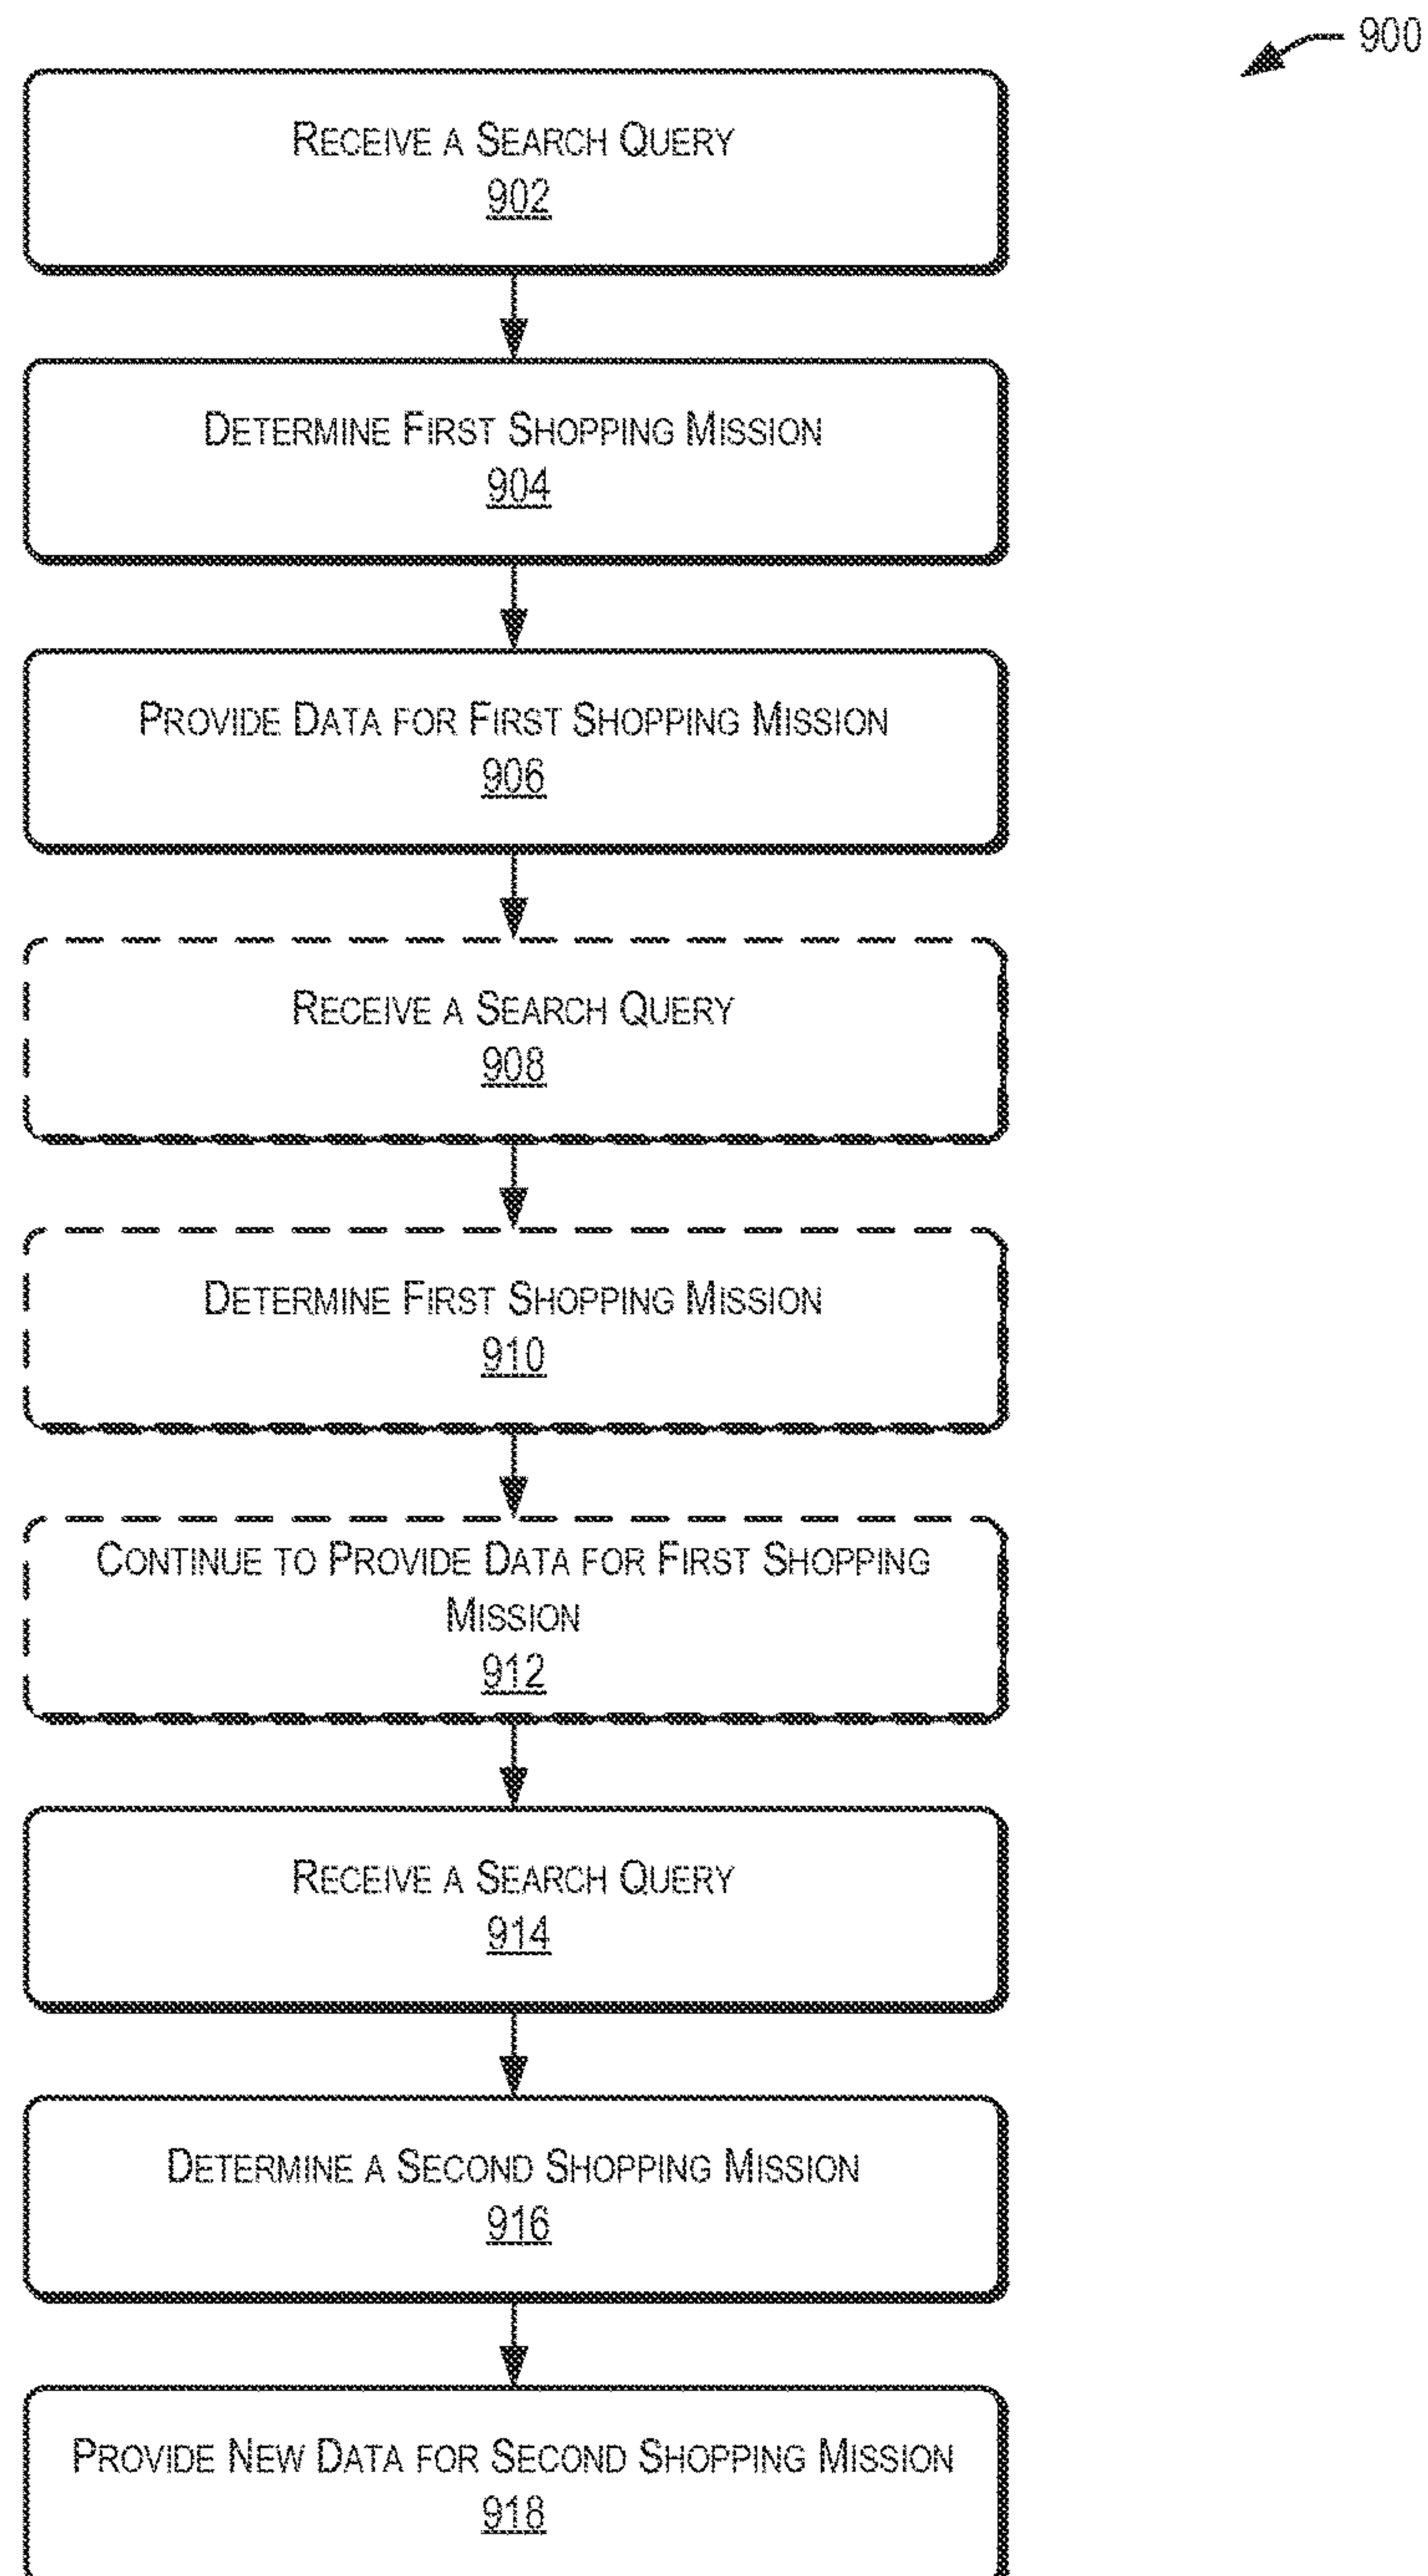 900
RECEIVE A SEARCH QUERY
902
DETERMINE FIRST SHOPPING MISSION
904
PROVIDE DATA FOR FIRST SHOPPING MISSION
906
RECEIVE A SEARCH QUERY
908
DETERMINE FIRST SHOPPING MISSION
910
CONTINUE TO PROVIDE DATA FOR FIRST SHOPPING
MISSION
912
RECEIVE A SEARCH QUERY
914
DETERMINE A SECOND SHOPPING MISSION
916
PROVIDE NEW DATA FOR SECOND SHOPPING MISSION
918